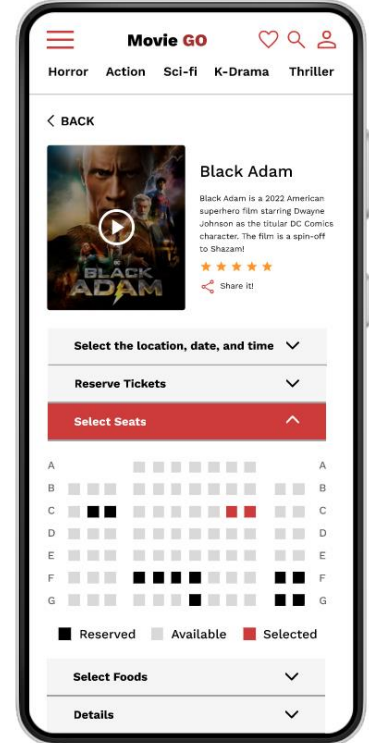 Movie GO
Horror Action Sci-fi K-Drama Thriller
< BACK
Black Adam
Black Adam is a 2022 American
superhero film starring Dwayne
Johnson as the titular DC Comics
character. The film is a spin-off
to Shazam!
Share it!
DC
BLACK
ADAM
Select the location, date, and time
Reserve Tickets
Select Seats
A A
B B
C C
D D
E E
F F
G G
Reserved Available Selected
Select Foods
Details